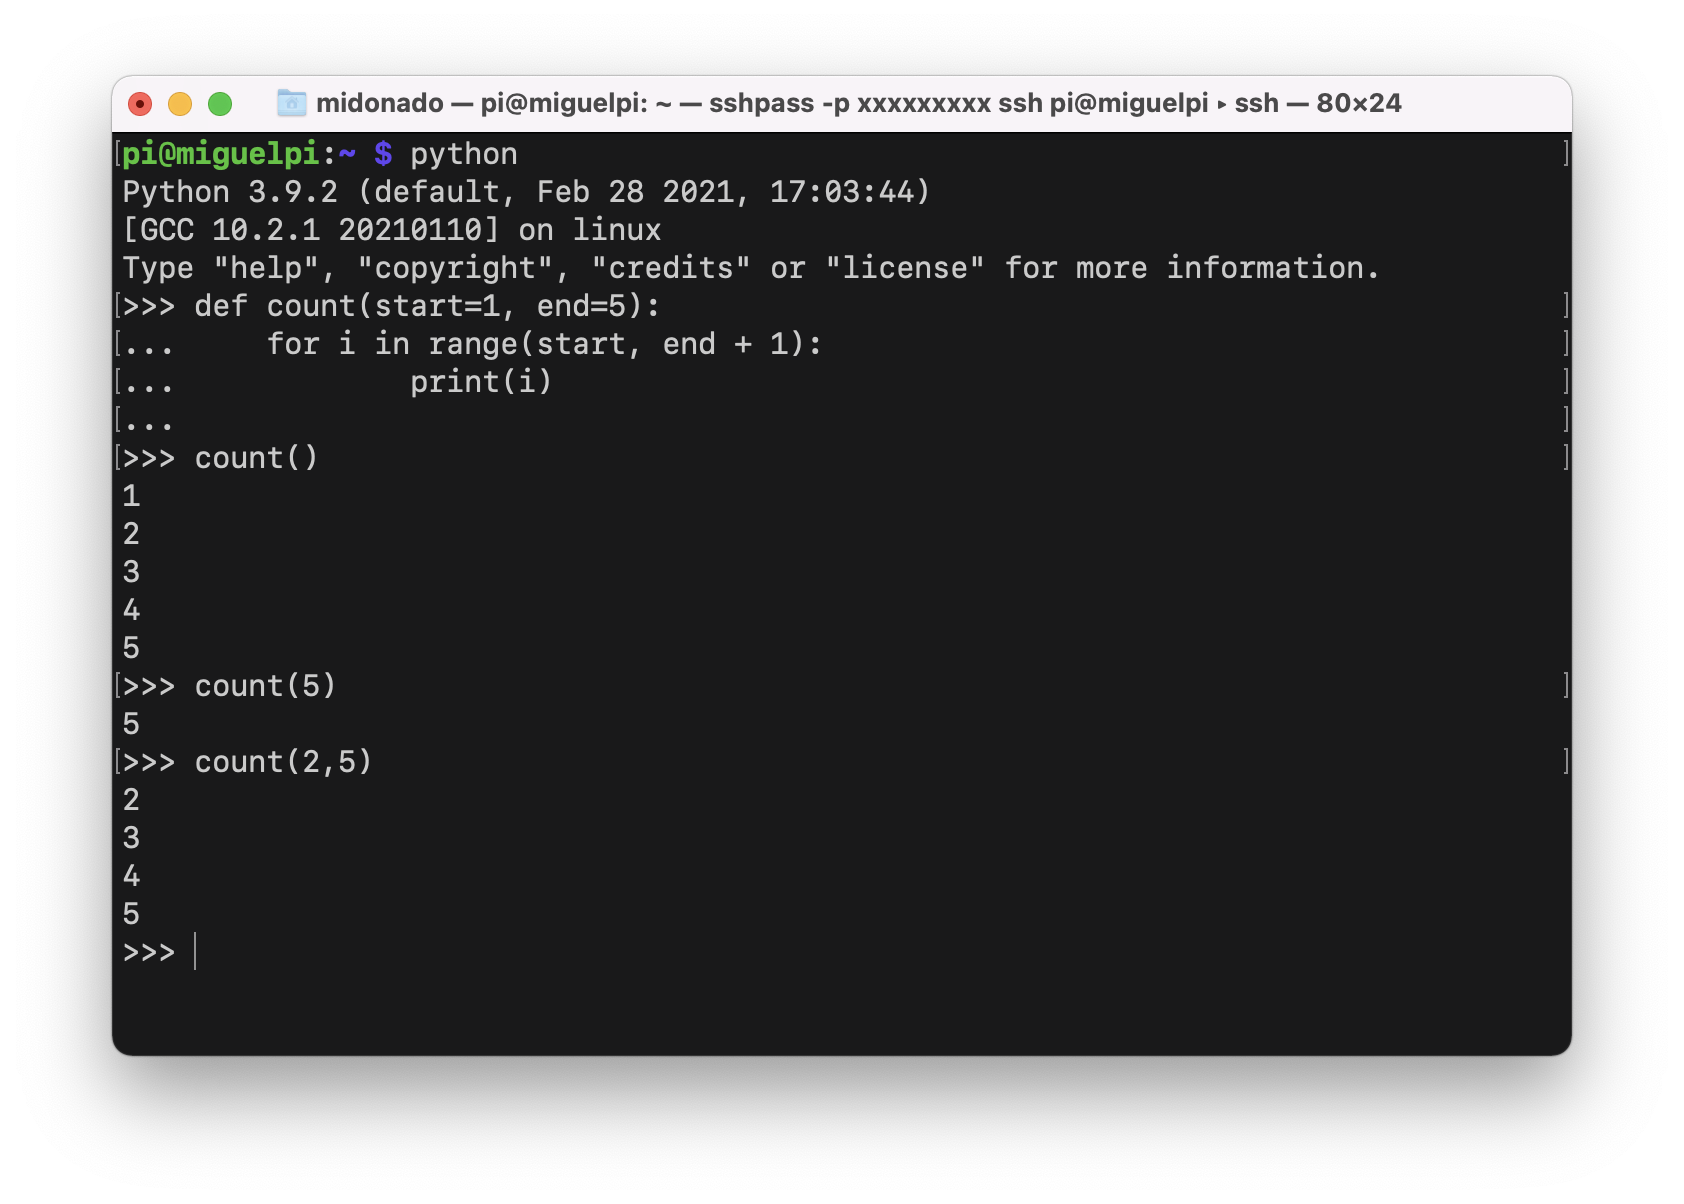 midonado — pi@miguelpi: ~ — sshpass -p xxxxxxxxx ssh pi@miguelpi ▸ ssh — 80×24
[pi@miguelpi:~ $ python ]
Python 3.9.2 (default, Feb 28 2021, 17:03:44)
[GCC 10.2.1 20210110] on linux
Type "help", "copyright", "credits" or "license" for more information.
[>>> def count(start=1, end=5): ]
[...     for i in range(start, end + 1): ]
[...             print(i) ]
[... ]
[>>> count() ]
1
2
3
4
5
[>>> count(5) ]
5
[>>> count(2,5) ]
2
3
4
5
>>>